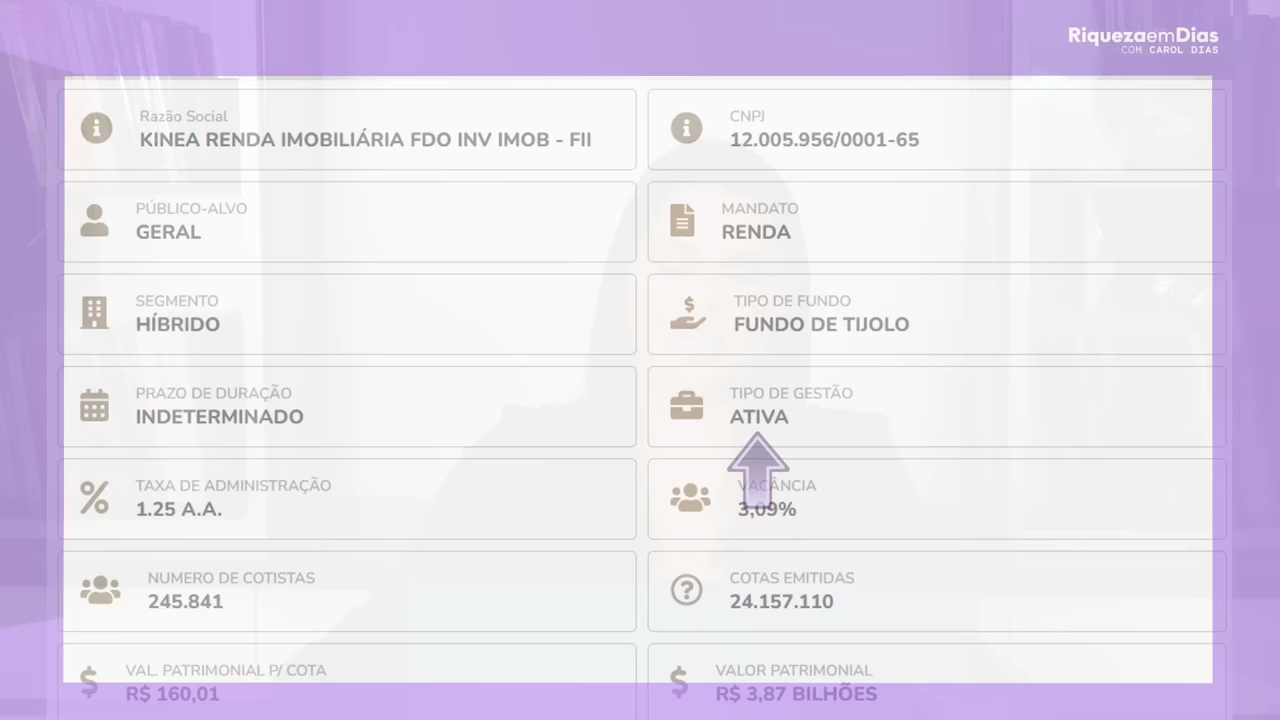 RiquezaemDias
COM CAROL DIAS
Razão Social
KINEA RENDA IMOBILIÁRIA FDO INV IMOB - FII
CNPJ
12.005.956/0001-65
PÚBLICO-ALVO
GERAL
MANDATO
RENDA
SEGMENTO
HÍBRIDO
TIPO DE FUNDO
FUNDO DE TIJOLO
PRAZO DE DURAÇÃO
INDETERMINADO
TIPO DE GESTÃO
ATIVA
TAXA DE ADMINISTRAÇÃO
1.25 A.A.
VACÂNCIA
3,09%
NUMERO DE COTISTAS
245.841
COTAS EMITIDAS
24.157.110
VAL. PATRIMONIAL P/ COTA
R$ 160,01
VALOR PATRIMONIAL
R$ 3,87 BILHÕES